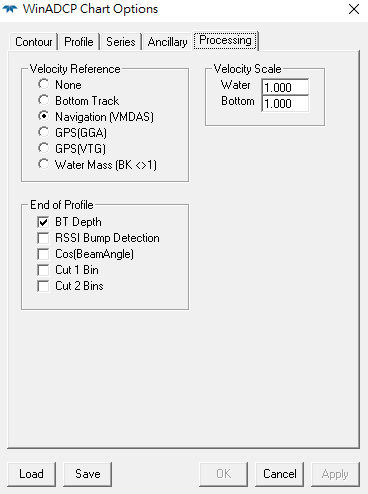 WinADCP Chart Options
Contour Profile Series Ancillary Processing
Velocity Reference
None
Bottom Track
Navigation (VMDAS)
GPS(GGA)
GPS(VTG)
Water Mass (BK <>1)
Velocity Scale
Water 1.000
Bottom 1.000
End of Profile
BT Depth
RSSI Bump Detection
Cos(BeamAngle)
Cut 1 Bin
Cut 2 Bins
Load Save OK Cancel Apply